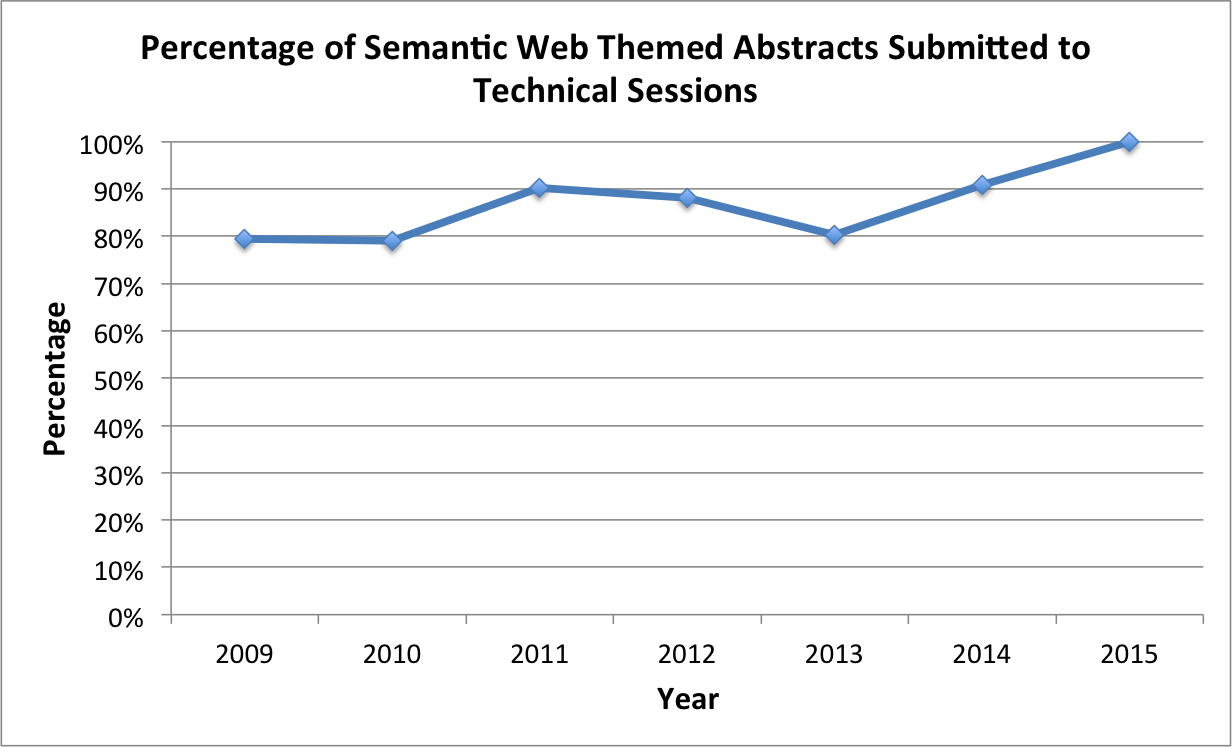 Percentage of Semantic Web Themed Abstracts Submitted to
Technical Sessions
100%
90%
80%
70%
60%
50%
40%
30%
20%
10%
0%
Percentage
2009 2010 2011 2012 2013 2014 2015
Year